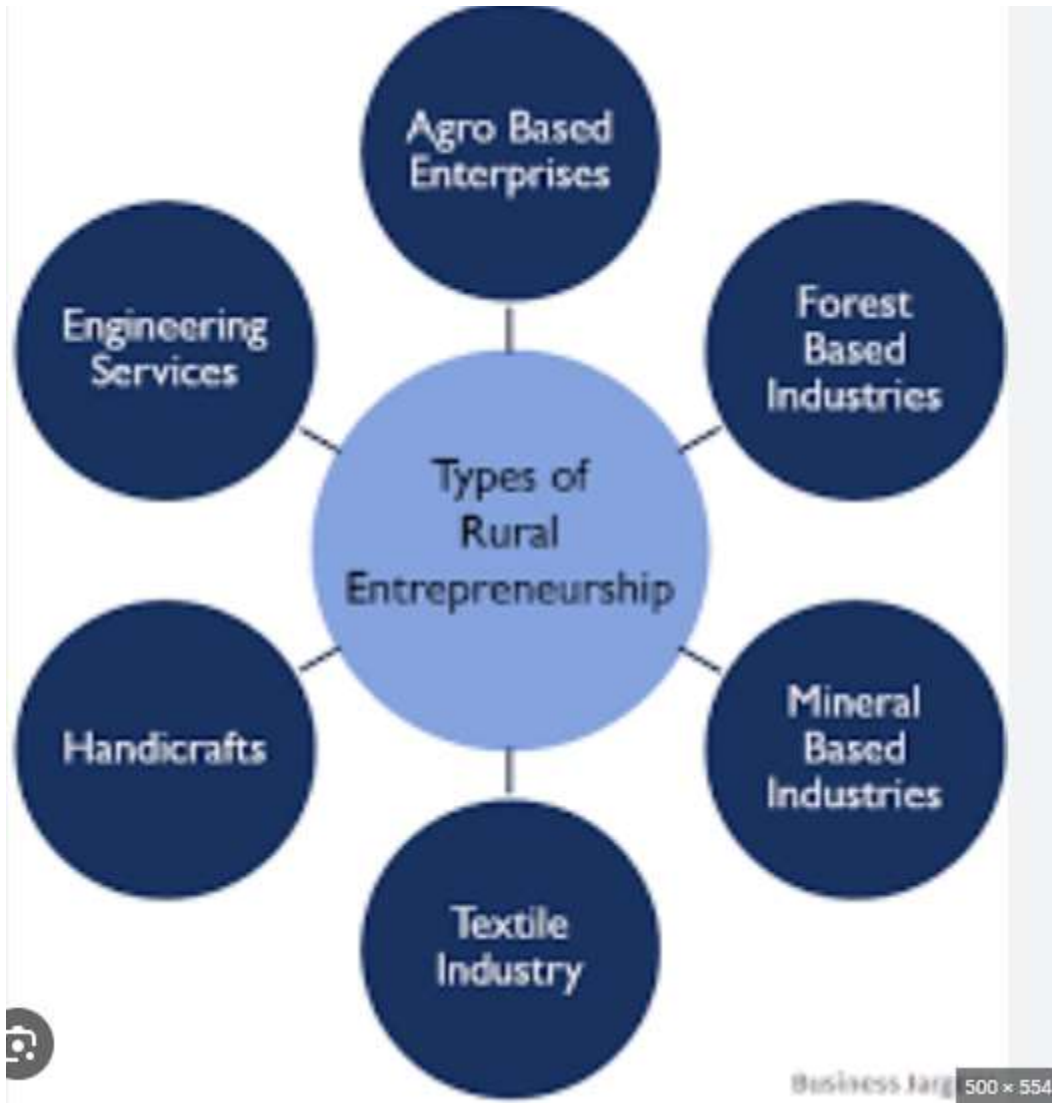 Agro Based
Enterprises
Engineering
Services
Forest
Based
Industries
Types of
Rural
Entrepreneurship
Handicrafts
Mineral
Based
Industries
Textile
Industry
Business
500 × 554